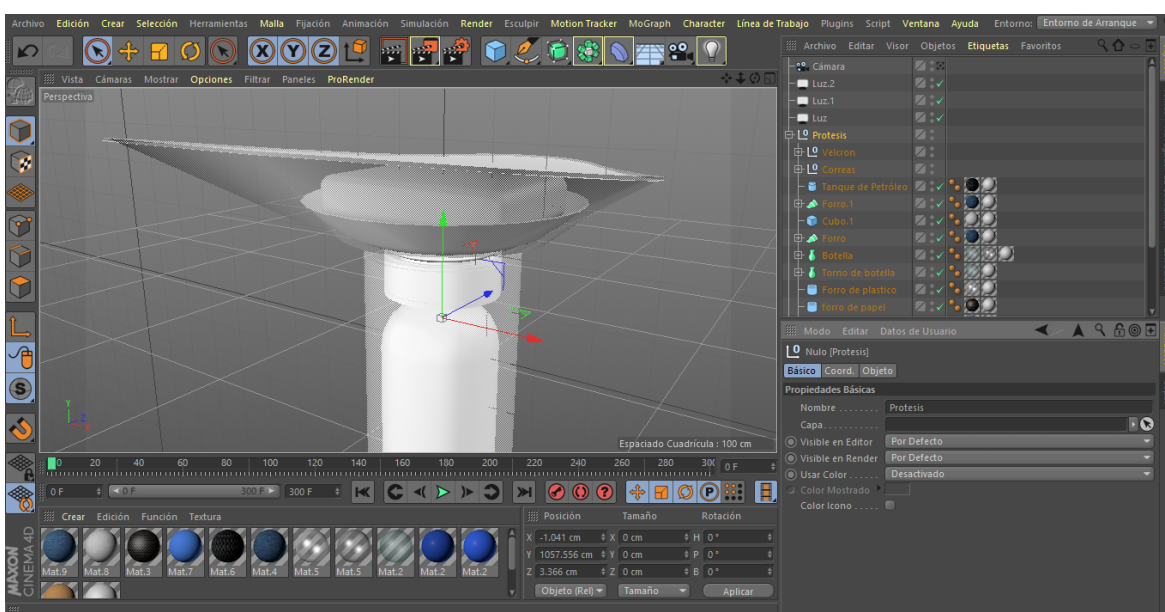 Archivo Edición Crear Selección Herramientas Malla Fijación Animación Simulación Render Esculpir Motion Tracker MoGraph Character Línea de Trabajo Plugins Script Ventana Ayuda Entorno: Entorno de Arranque
X Y Z
Archivo Editar Visor Objetos Etiquetas Favoritos
Vista Cámaras Mostrar Opciones Filtrar Paneles ProRender
Perspectiva
Cámara
Luz.2
Luz.1
Luz
Protesis
Velcron
Correas
Tanque de Petróleo
Forro.1
Cubo.1
Forro
Botella
Torno de botella
Forro de plastico
forro de papel
Y
Z
X
Espaciado Cuadrícula : 100 cm
Modo Editar Datos de Usuario
Nulo [Protesis]
Básico Coord. Objeto
Propiedades Básicas
Nombre Protesis
Capa
Visible en Editor Por Defecto
Visible en Render Por Defecto
Usar Color Desactivado
Color Mostrado
Color Icono
0 20 40 60 80 100 120 140 160 180 200 220 240 260 280 300 0 F
0 F 0 F 300 F 300 F
Crear Edición Función Textura
Mat.9 Mat.8 Mat.3 Mat.7 Mat.6 Mat.4 Mat.5 Mat.5 Mat.2 Mat.2 Mat.2
Posición Tamaño Rotación
X -1.041 cm X 0 cm H 0 °
Y 1057.556 cm Y 0 cm P 0 °
Z 3.366 cm Z 0 cm B 0 °
Objeto (Rel) Tamaño Aplicar
MAXON
CINEMA 4D